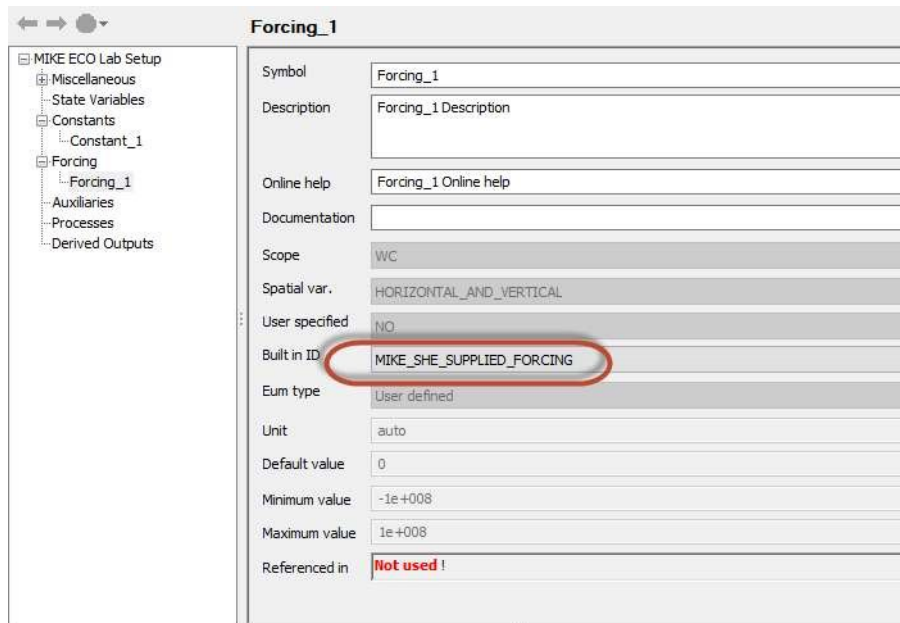 Forcing_1
MIKE ECO Lab Setup
Miscellaneous
State Variables
Constants
Constant_1
Forcing
Forcing_1
Auxiliaries
Processes
Derived Outputs
Symbol Forcing_1
Description Forcing_1 Description
Online help Forcing_1 Online help
Documentation
Scope WC
Spatial var. HORIZONTAL_AND_VERTICAL
User specified NO
Built in ID MIKE_SHE_SUPPLIED_FORCING
Eum type User defined
Unit auto
Default value 0
Minimum value -1e+008
Maximum value 1e+008
Referenced in Not used !